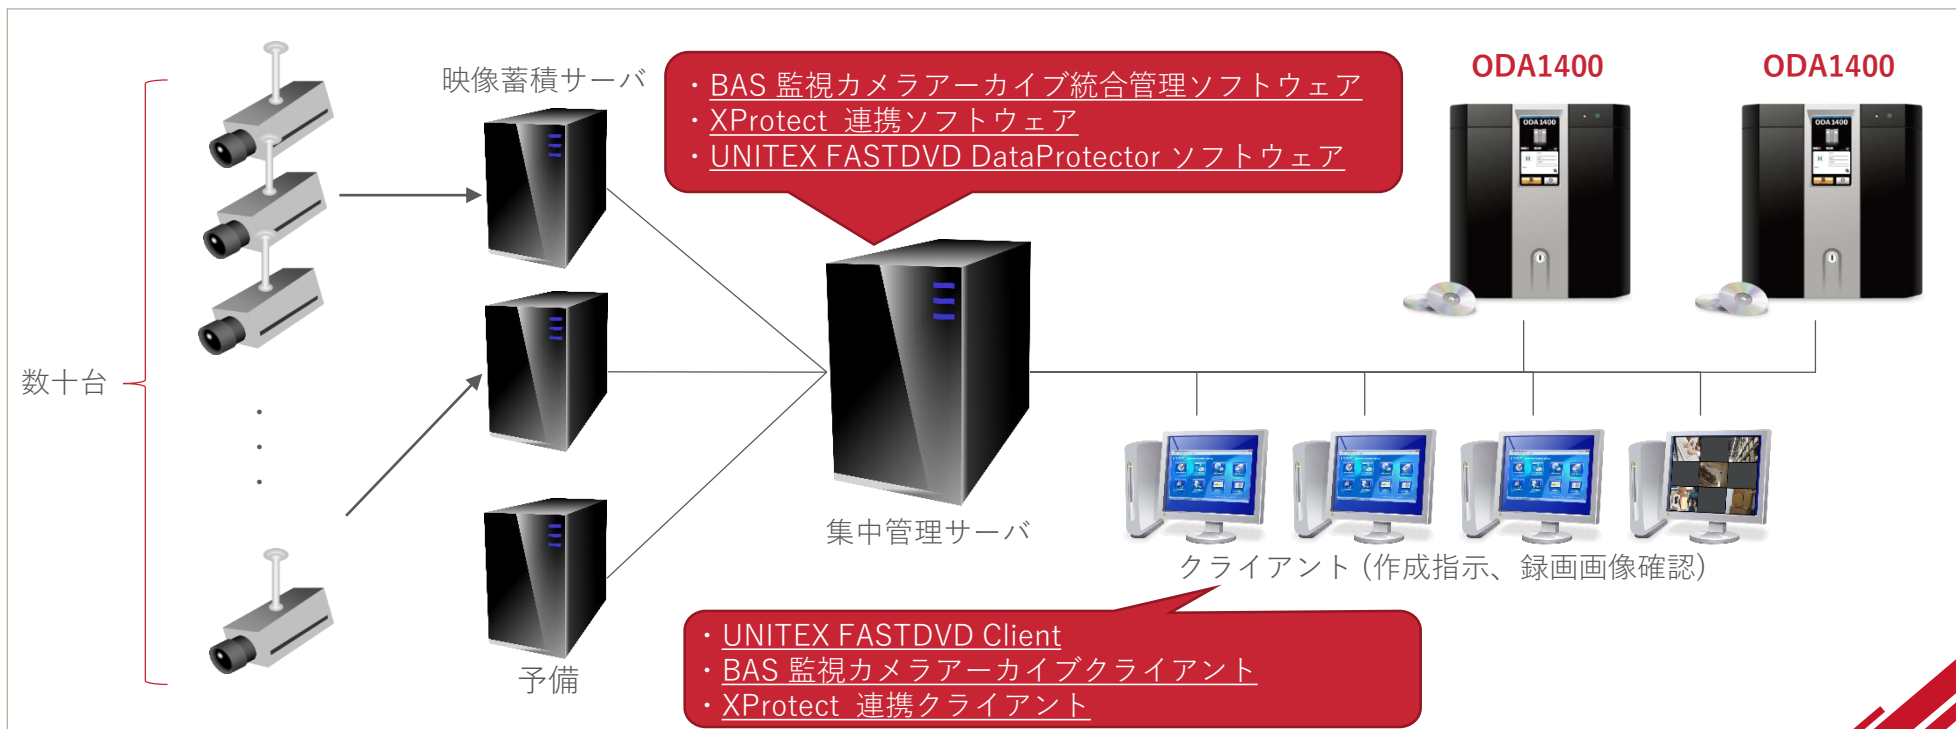 映像蓄積サーバ
・BAS 監視カメラアーカイブ統合管理ソフトウェア
・XProtect 連携ソフトウェア
・UNITEX FASTDVD DataProtector ソフトウェア
ODA1400
ODA1400
ODA1400
ODA1400
数十台
・
・
・
集中管理サーバ
クライアント (作成指示、録画画像確認)
予備
・UNITEX FASTDVD Client
・BAS 監視カメラアーカイブクライアント
・XProtect 連携クライアント